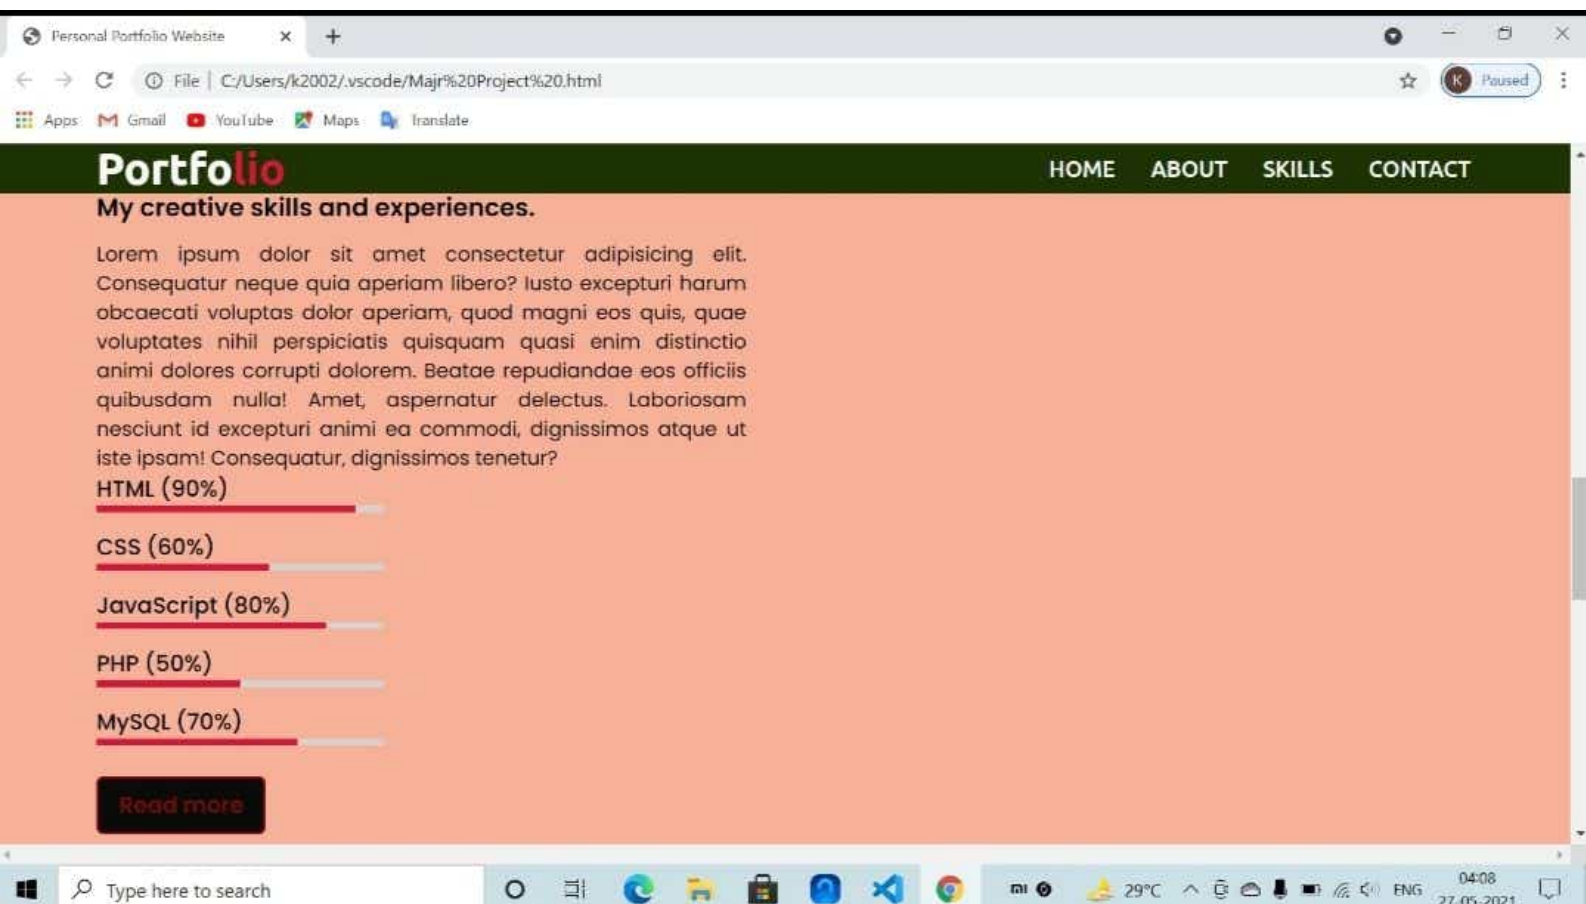 Personal Portfolio Website
File | C:/Users/k2002/.vscode/Majr%20Project%20.html
K Paused
Apps Gmail YouTube Maps Translate
Portfolio HOME ABOUT SKILLS CONTACT
My creative skills and experiences.
Lorem ipsum dolor sit amet consectetur adipisicing elit.
Consequatur neque quia aperiam libero? Iusto excepturi harum
obcaecati voluptas dolor aperiam, quod magni eos quis, quae
voluptates nihil perspiciatis quisquam quasi enim distinctio
animi dolores corrupti dolorem. Beatae repudiandae eos officiis
quibusdam nulla! Amet, aspernatur delectus. Laboriosam
nesciunt id excepturi animi ea commodi, dignissimos atque ut
iste ipsam! Consequatur, dignissimos tenetur?
HTML (90%)
CSS (60%)
JavaScript (80%)
PHP (50%)
MySQL (70%)
Read more
Type here to search
29°C ENG 04:08
27-05-2021